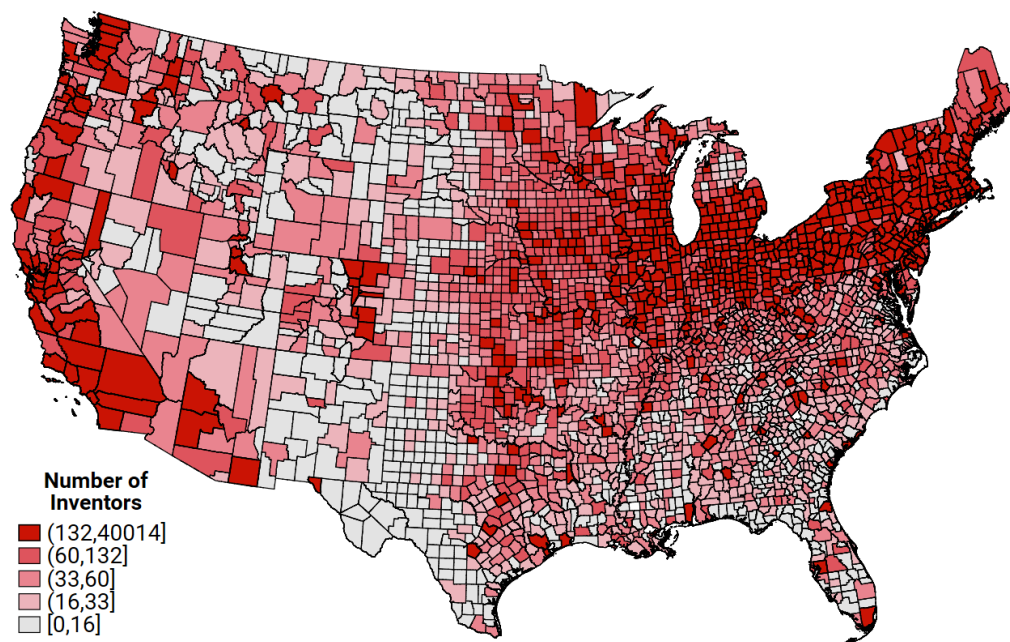 Number of
Inventors
(132,40014]
(60,132]
(33,60]
(16,33]
[0,16]